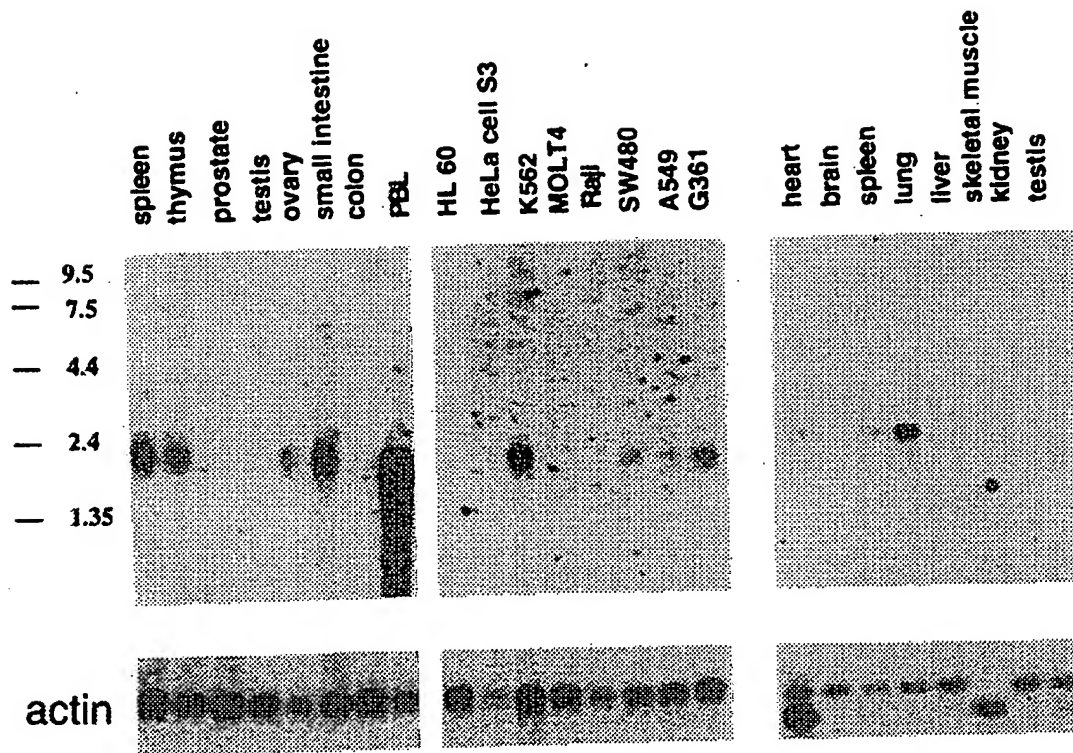 spleen
thymus
prostate
testis
ovary
small intestine
colon
PBL
HL 60
HeLa cell S3
K562
MOLT4
Raji
SW480
A549
G361
heart
brain
spleen
lung
liver
skeletal muscle
kidney
testis
9.5
7.5
4.4
2.4
1.35
actin